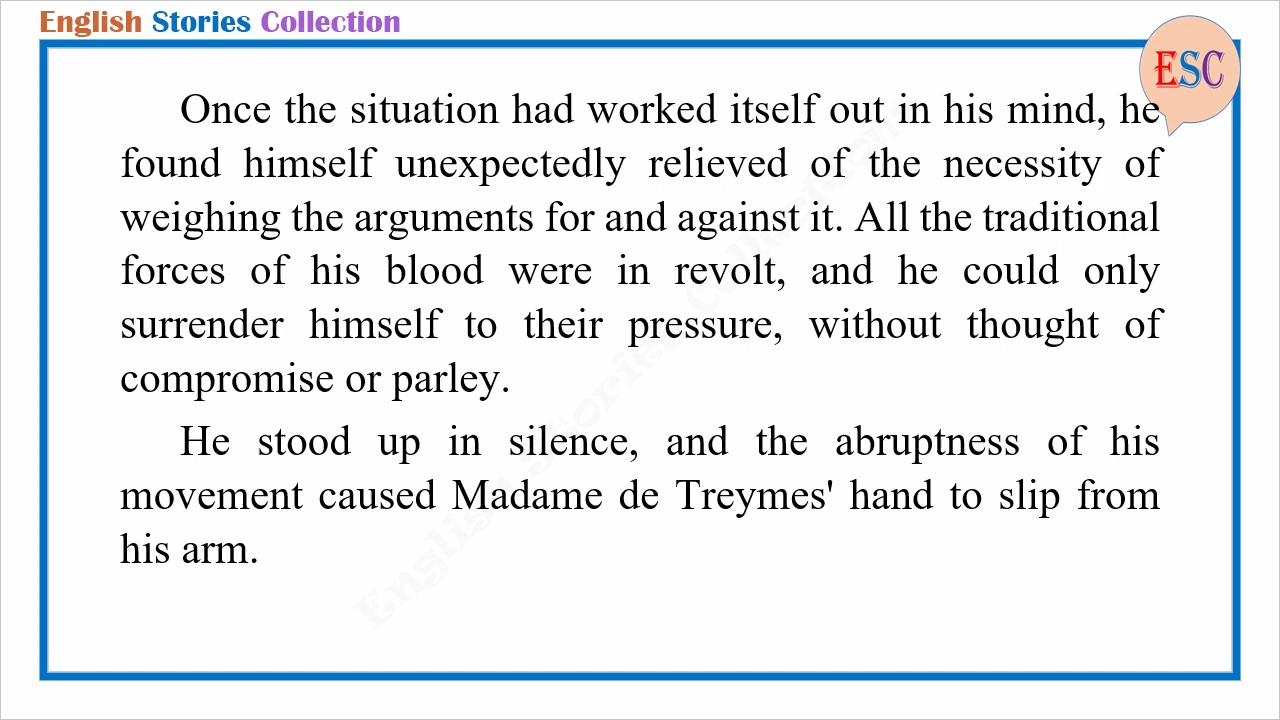 English Stories Collection
ESC
Once the situation had worked itself out in his mind, he
found himself unexpectedly relieved of the necessity of
weighing the arguments for and against it. All the traditional
forces of his blood were in revolt, and he could only
surrender himself to their pressure, without thought of
compromise or parley.
He stood up in silence, and the abruptness of his
movement caused Madame de Treymes' hand to slip from
his arm.
English Stories Collection